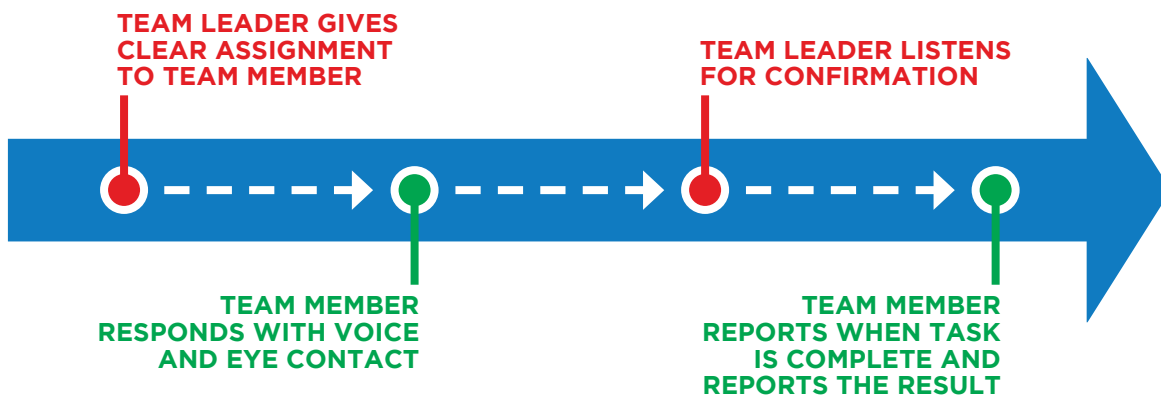 TEAM LEADER GIVES
CLEAR ASSIGNMENT
TO TEAM MEMBER
TEAM MEMBER
RESPONDS WITH VOICE
AND EYE CONTACT
TEAM LEADER LISTENS
FOR CONFIRMATION
TEAM MEMBER
REPORTS WHEN TASK
IS COMPLETE AND
REPORTS THE RESULT